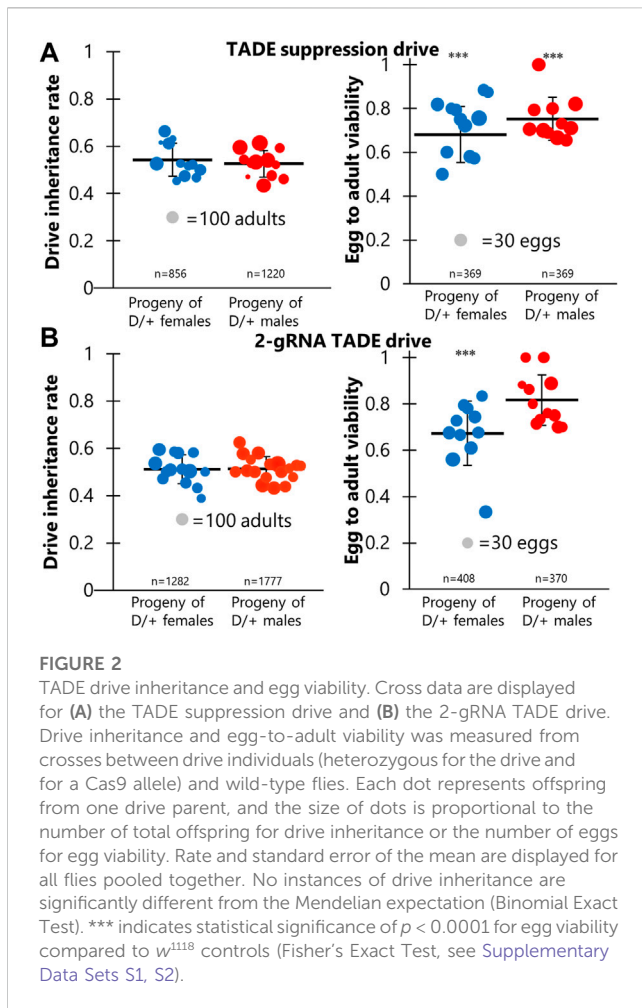 A
TADE suppression drive
Drive inheritance rate
1
0.8
0.6
0.4
0.2
0
=100 adults
n=856
n=1220
Progeny of
D/+ females
Progeny of
D/+ males
Egg to adult viability
1
0.8
0.6
0.4
0.2
0
***
***
=30 eggs
n=369
n=369
Progeny of
D/+ females
Progeny of
D/+ males
B
2-gRNA TADE drive
Drive inheritance rate
1
0.8
0.6
0.4
0.2
0
=100 adults
n=1282
n=1777
Progeny of
D/+ females
Progeny of
D/+ males
Egg to adult viability
1
0.8
0.6
0.4
0.2
0
***
=30 eggs
n=408
n=370
Progeny of
D/+ females
Progeny of
D/+ males
FIGURE 2
TADE drive inheritance and egg viability. Cross data are displayed
for (A) the TADE suppression drive and (B) the 2-gRNA TADE drive.
Drive inheritance and egg-to-adult viability was measured from
crosses between drive individuals (heterozygous for the drive and
for a Cas9 allele) and wild-type flies. Each dot represents offspring
from one drive parent, and the size of dots is proportional to the
number of total offspring for drive inheritance or the number of eggs
for egg viability. Rate and standard error of the mean are displayed for
all flies pooled together. No instances of drive inheritance are
significantly different from the Mendelian expectation (Binomial Exact
Test). *** indicates statistical significance of p < 0.0001 for egg viability
compared to w1118 controls (Fisher's Exact Test, see Supplementary
Data Sets S1, S2).